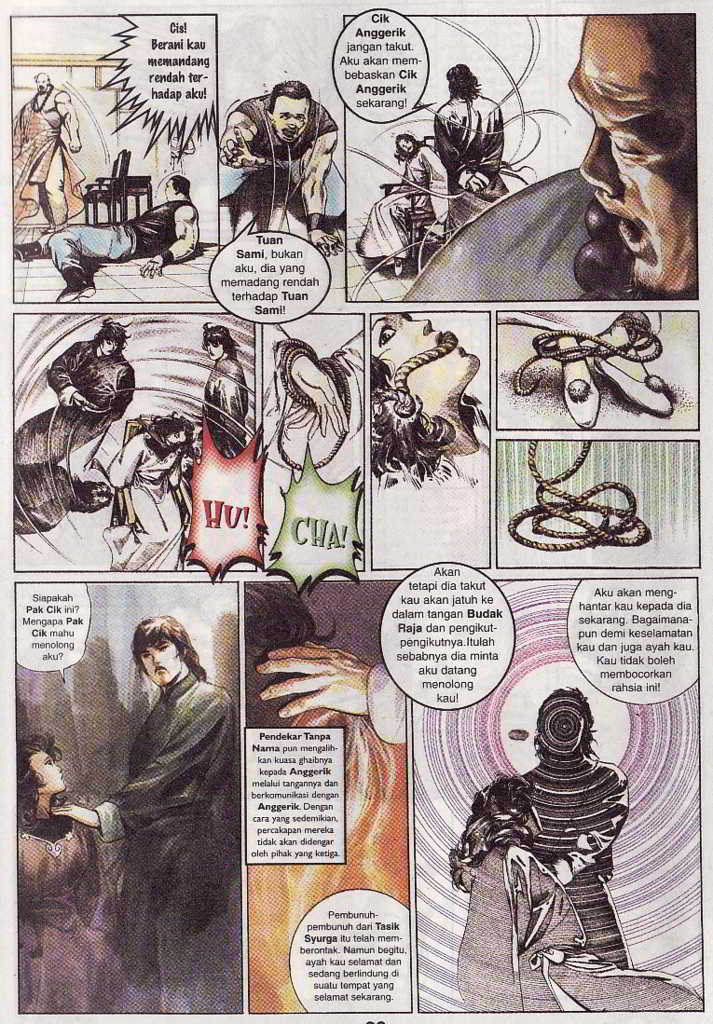 Cis!
Berani kau
memandang
rendah ter-
hadap aku!
Tuan
Sami, bukan
aku, dia yang
memadang rendah
terhadap Tuan
Sami!
Cik
Anggerik
jangan takut.
Aku akan mem-
bebaskan Cik
Anggerik
sekarang!
HU!
CHA!
Siapakah
Pak Cik ini?
Mengapa Pak
Cik mahu
menolong
aku?
Pendekar Tanpa
Nama pun mengalih-
kan kuasa ghaibnya
kepada Anggerik
melalui tangannya dan
berkomunikasi dengan
Anggerik. Dengan
cara yang sedemikian,
percakapan mereka
tidak akan didengar
oleh pihak yang ketiga.
Pembunuh-
pembunuh dari Tasik
Syurga itu telah mem-
berontak. Namun begitu,
ayah kau selamat dan
sedang berlindung di
suatu tempat yang
selamat sekarang.
Akan
tetapi dia takut
kau akan jatuh ke
dalam tangan Budak
Raja dan pengikut-
pengikutnya.Itulah
sebabnya dia minta
aku datang
menolong
kau!
Aku akan meng-
hantar kau kepada dia
sekarang. Bagaimana-
pun demi keselamatan
kau dan juga ayah kau.
Kau tidak boleh
membocorkan
rahsia ini!